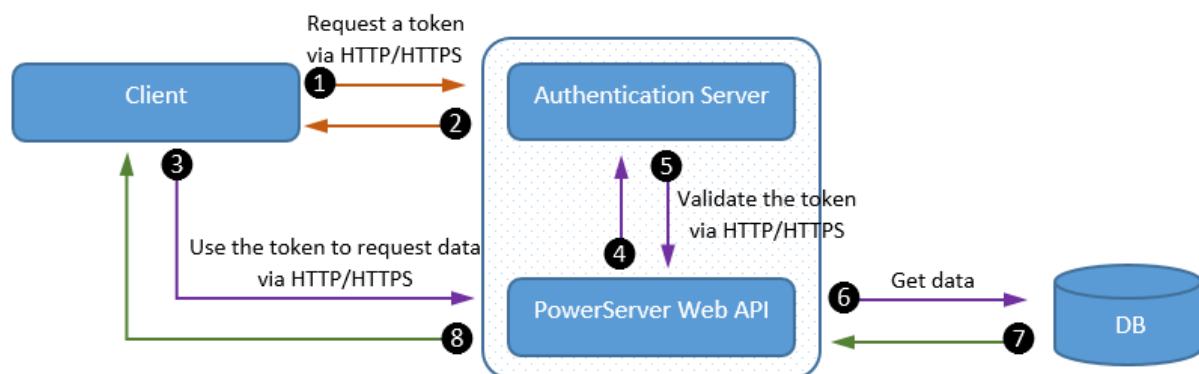 Request a token
via HTTP/HTTPS
Client
1
2
Authentication Server
3
5
Validate the token
via HTTP/HTTPS
4
Use the token to request data
via HTTP/HTTPS
PowerServer Web API
6
Get data
DB
8
7